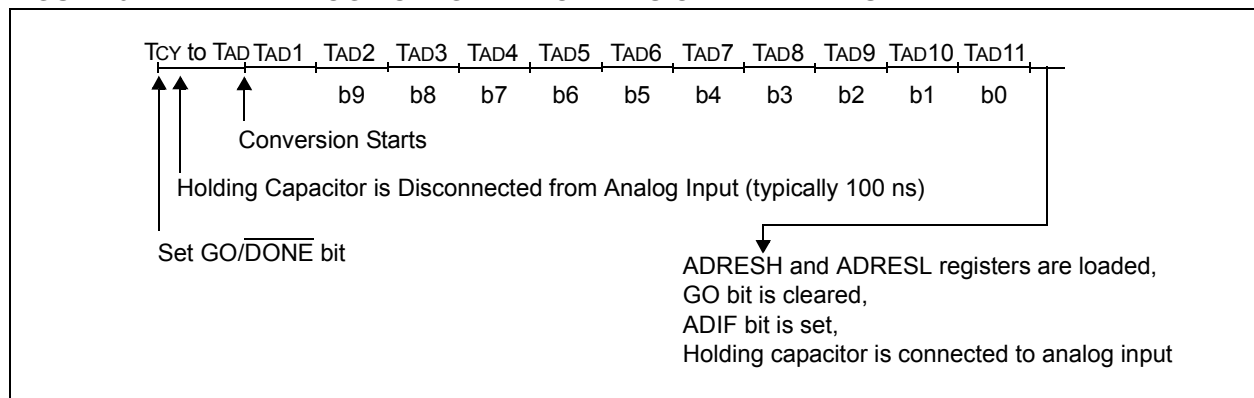 TCY to TAD TAD1 TAD2 TAD3 TAD4 TAD5 TAD6 TAD7 TAD8 TAD9 TAD10 TAD11
b9 b8 b7 b6 b5 b4 b3 b2 b1 b0
Conversion Starts
Holding Capacitor is Disconnected from Analog Input (typically 100 ns)
Set GO/DONE bit
ADRESH and ADRESL registers are loaded,
GO bit is cleared,
ADIF bit is set,
Holding capacitor is connected to analog input